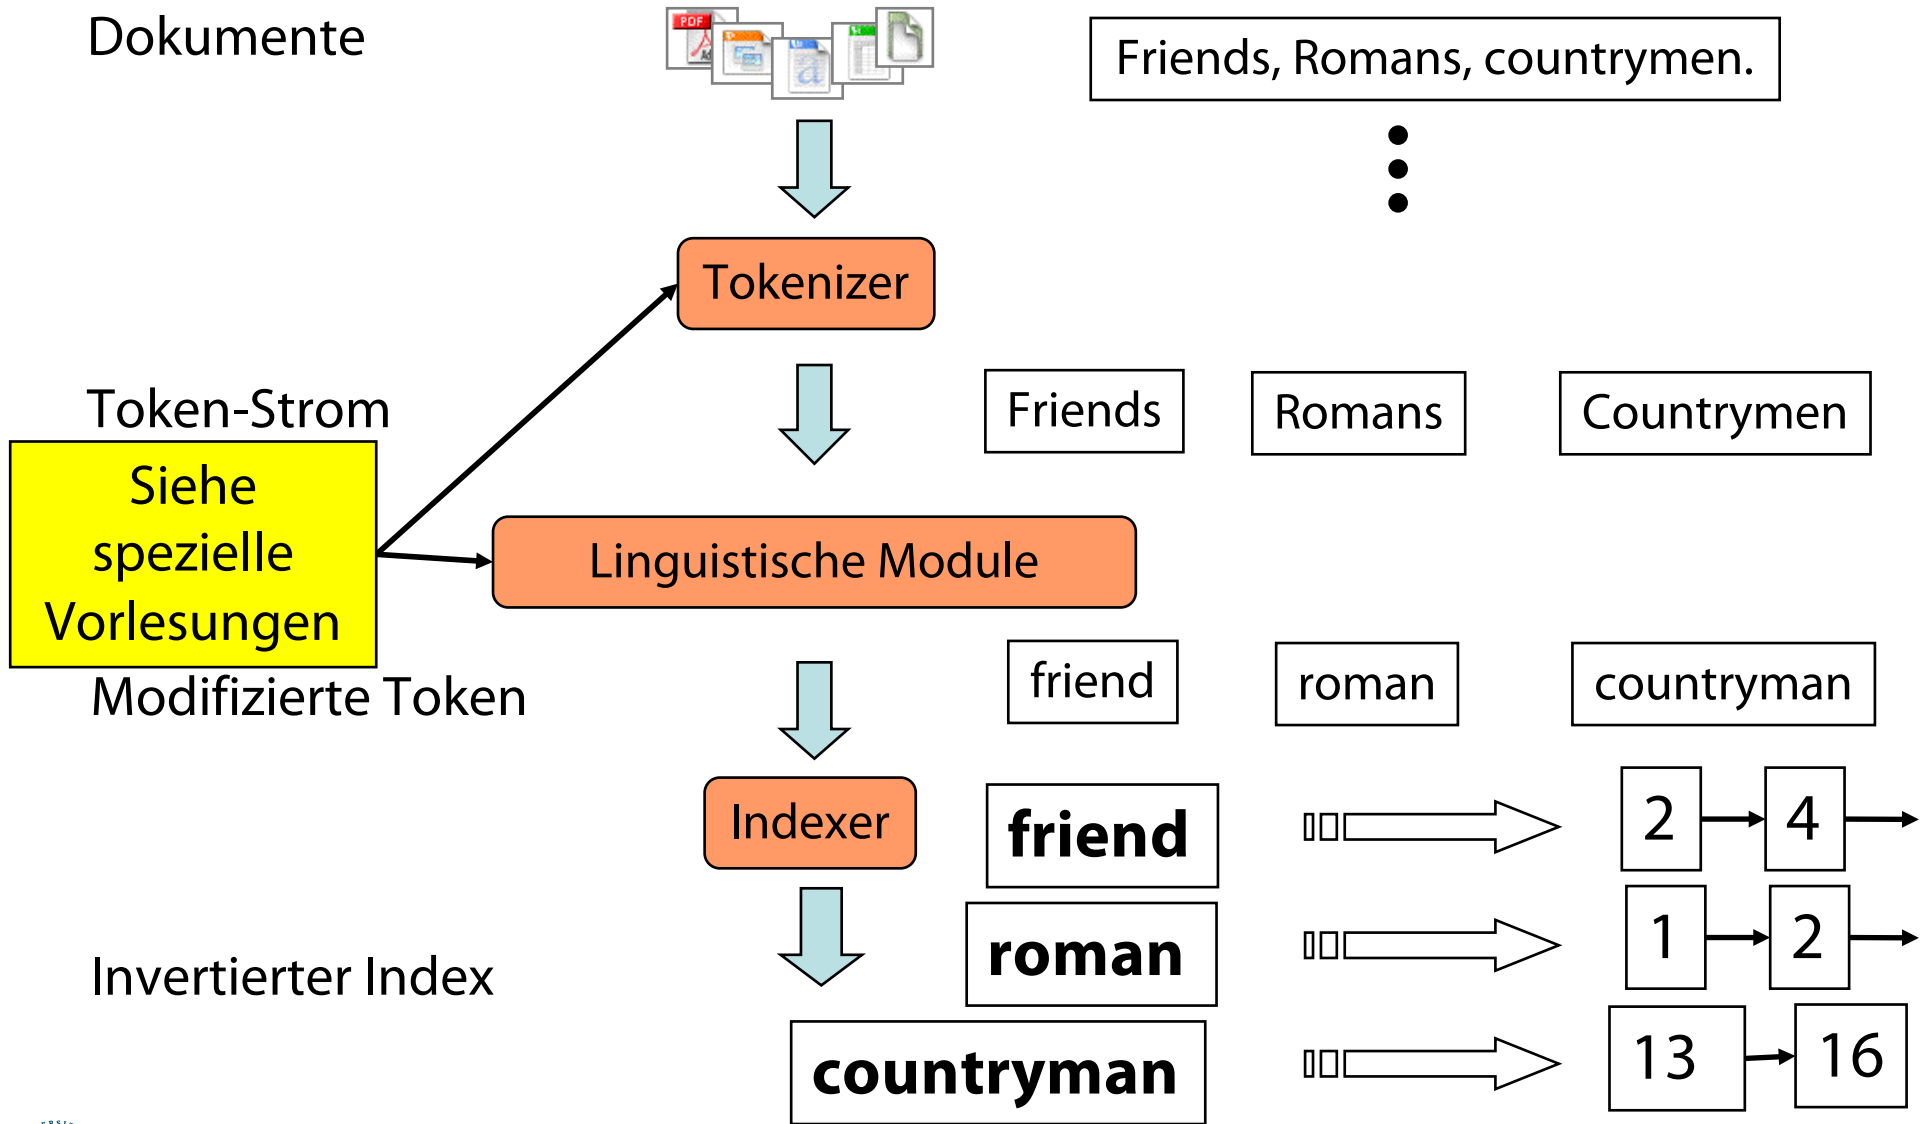 Dokumente
PDF
Friends, Romans, countrymen.
Tokenizer
Token-Strom
Friends
Romans
Countrymen
Siehe
spezielle
Vorlesungen
Linguistische Module
Modifizierte Token
friend
roman
countryman
Indexer
friend
2
4
roman
1
2
Invertierter Index
countryman
13
16